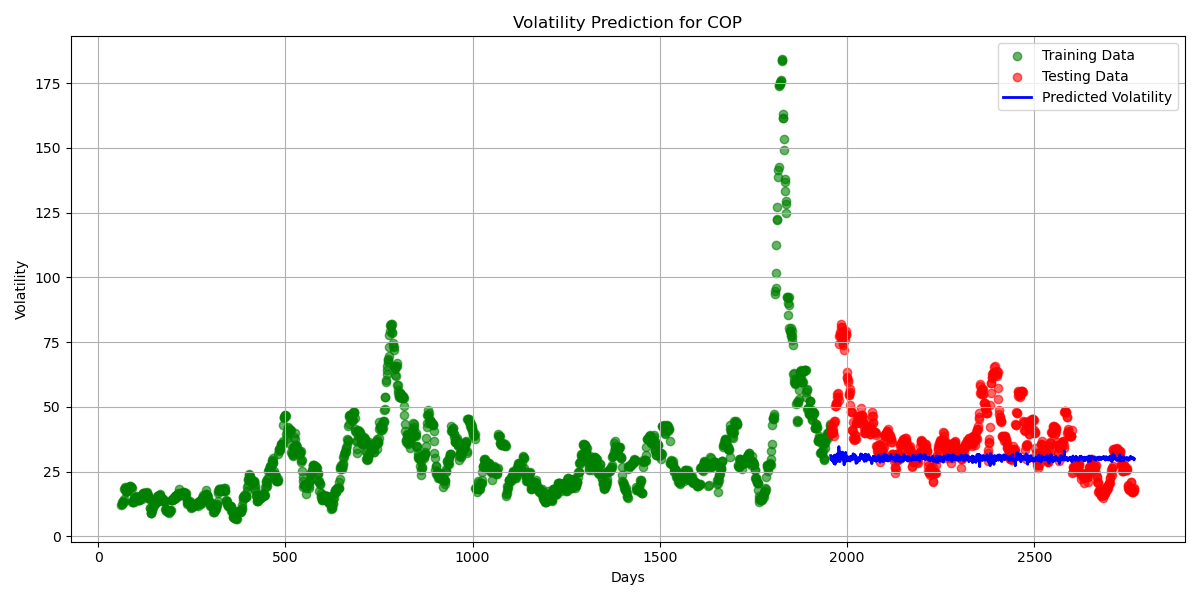 Volatility Prediction for COP
Training Data
Testing Data
Predicted Volatility
175
150
125
100
75
50
25
0
Volatility
0 500 1000 1500 2000 2500
Days